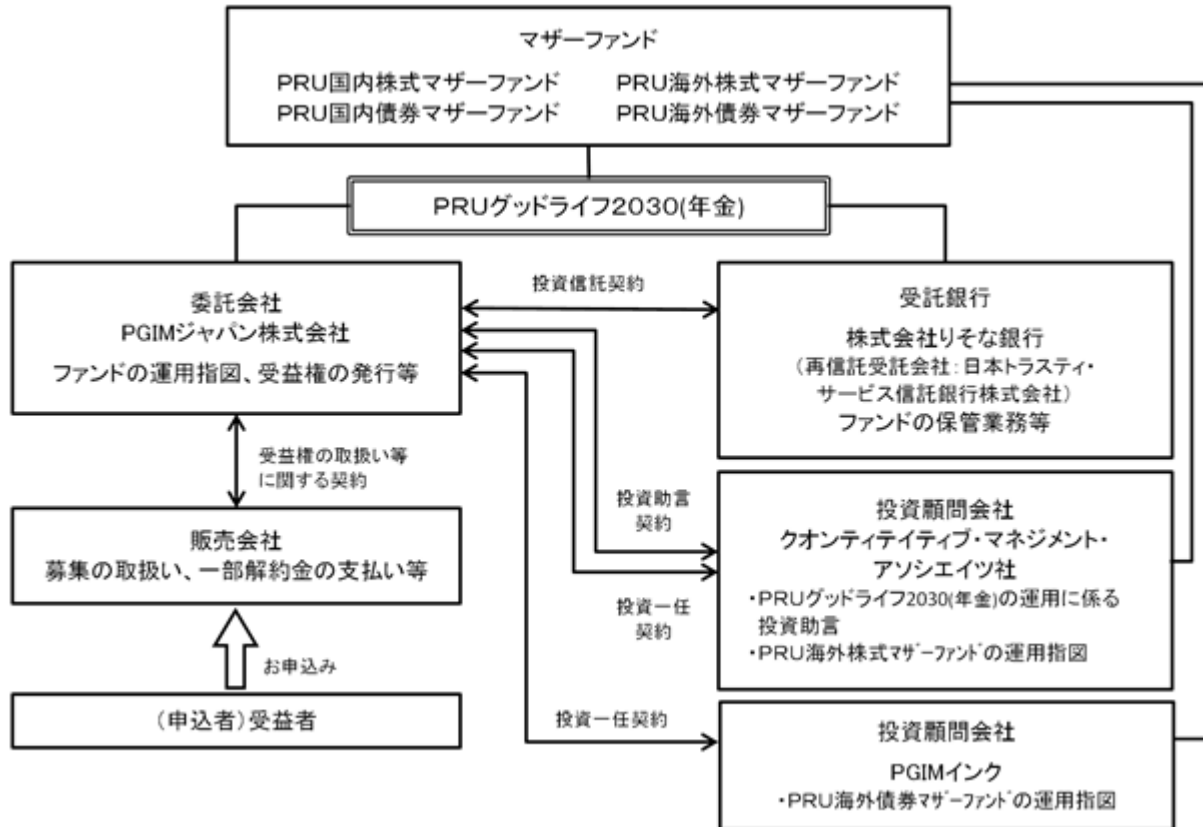 マザーファンド
PRU国内株式マザーファンド PRU海外株式マザーファンド
PRU国内債券マザーファンド PRU海外債券マザーファンド
PRUグッドライフ2030(年金)
委託会社
PGIMジャパン株式会社
ファンドの運用指図、受益権の発行等
投資信託契約
受託銀行
株式会社りそな銀行
（再信託受託会社：日本トラスティ・
サービス信託銀行株式会社）
ファンドの保管業務等
受益権の取扱い等
に関する契約
販売会社
募集の取扱い、一部解約金の支払い等
お申込み
（申込者）受益者
投資助言
契約
投資一任
契約
投資顧問会社
クオンティテイティブ・マネジメント・
アソシエイツ社
・PRUグッドライフ2030(年金)の運用に係る
投資助言
・PRU海外株式マザーファンドの運用指図
投資一任契約
投資顧問会社
PGIMインク
・PRU海外債券マザーファンドの運用指図